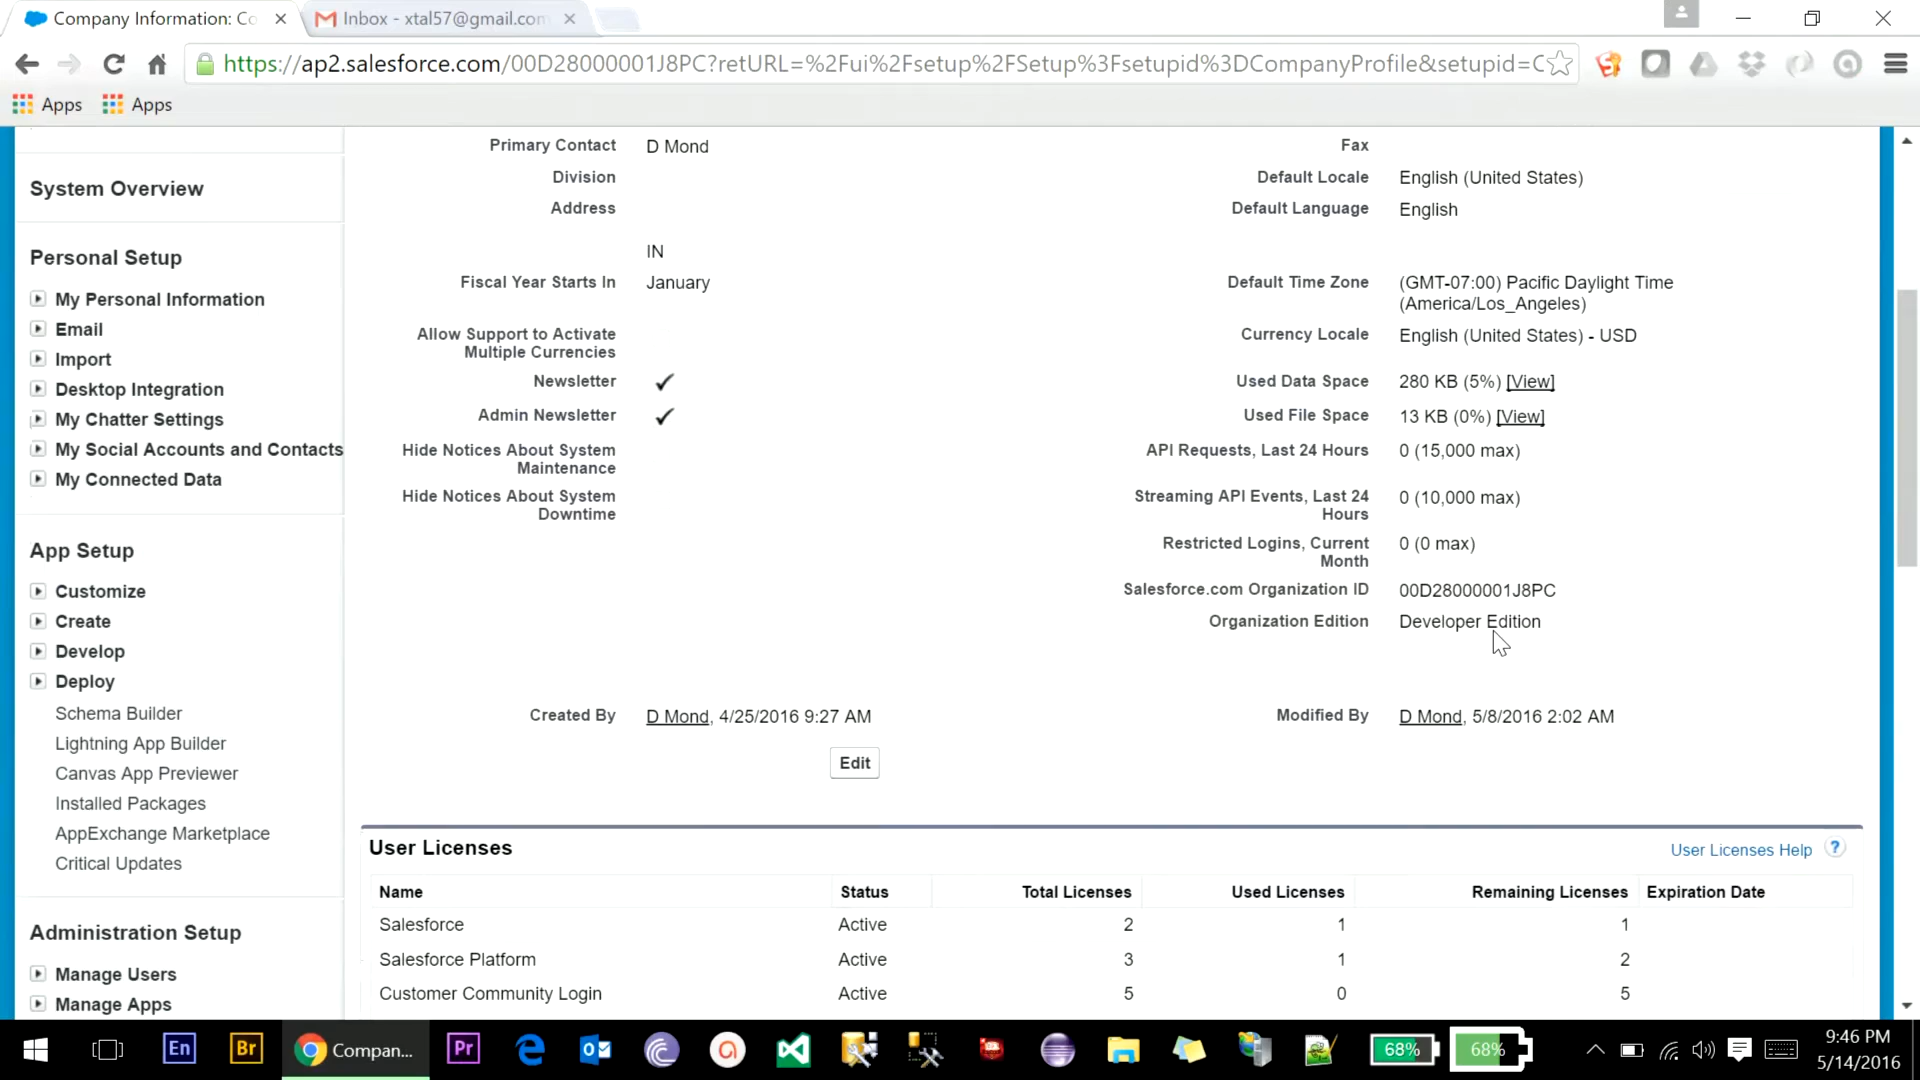 Company Information: Co
Inbox - xtal57@gmail.com
https://ap2.salesforce.com/00D28000001J8PC?retURL=%2Fui%2Fsetup%2FSetup%3Fsetupid%3DCompanyProfile&setupid=C
Apps
Apps
System Overview
Personal Setup
My Personal Information
Email
Import
Desktop Integration
My Chatter Settings
My Social Accounts and Contacts
My Connected Data
App Setup
Customize
Create
Develop
Deploy
Schema Builder
Lightning App Builder
Canvas App Previewer
Installed Packages
AppExchange Marketplace
Critical Updates
Administration Setup
Manage Users
Manage Apps
Primary Contact D Mond
Division
Address
IN
Fiscal Year Starts In January
Allow Support to Activate
Multiple Currencies
Newsletter
Admin Newsletter
Hide Notices About System
Maintenance
Hide Notices About System
Downtime
Fax
Default Locale English (United States)
Default Language English
Default Time Zone (GMT-07:00) Pacific Daylight Time
(America/Los_Angeles)
Currency Locale English (United States) - USD
Used Data Space 280 KB (5%) [View]
Used File Space 13 KB (0%) [View]
API Requests, Last 24 Hours 0 (15,000 max)
Streaming API Events, Last 24
Hours 0 (10,000 max)
Restricted Logins, Current
Month 0 (0 max)
Salesforce.com Organization ID 00D28000001J8PC
Organization Edition Developer Edition
Created By D Mond, 4/25/2016 9:27 AM
Modified By D Mond, 5/8/2016 2:02 AM
Edit
User Licenses
User Licenses Help ?
Name Status Total Licenses Used Licenses Remaining Licenses Expiration Date
Salesforce Active 2 1 1
Salesforce Platform Active 3 1 2
Customer Community Login Active 5 0 5
En
Br
Compan...
Pr
68%
68%
9:46 PM
5/14/2016